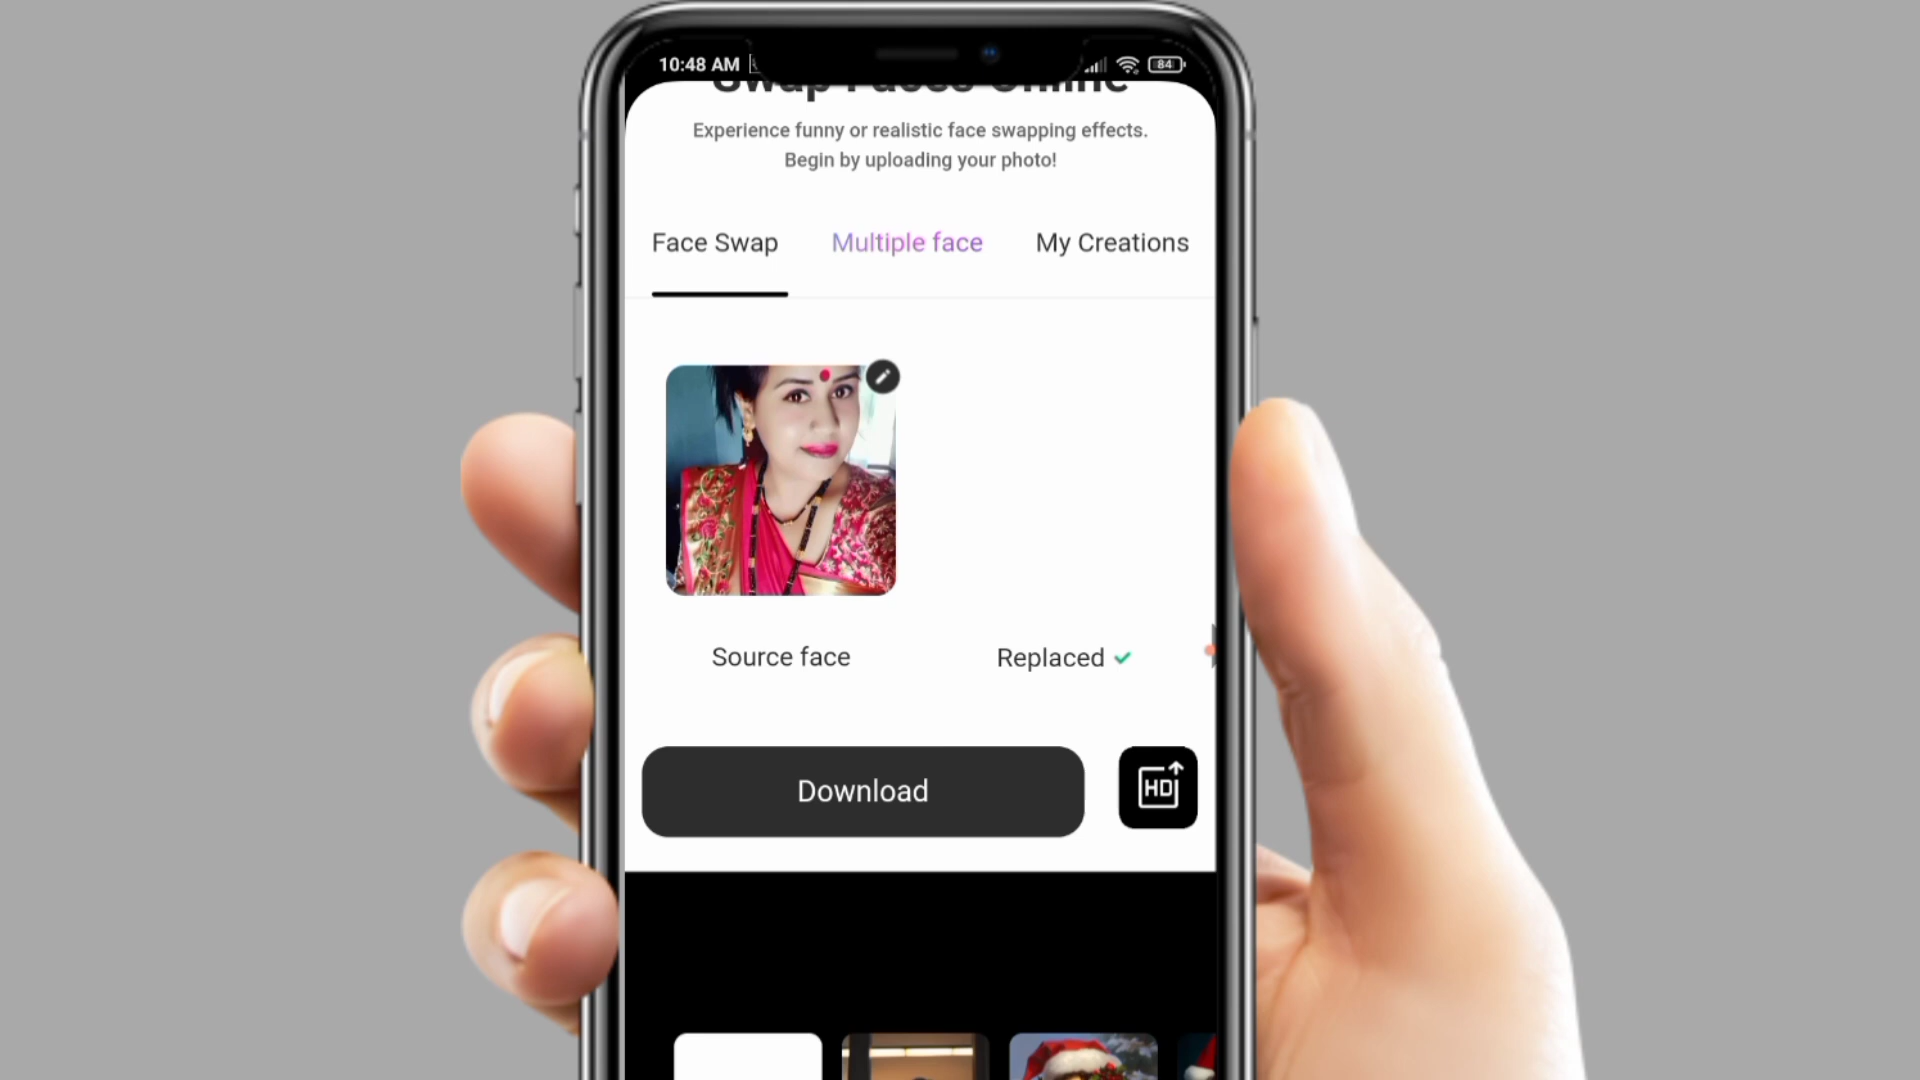 10:48 AM
84
Swap Faces Online
Experience funny or realistic face swapping effects.
Begin by uploading your photo!
Face Swap
Multiple face
My Creations
Source face
Replaced
Download
HD